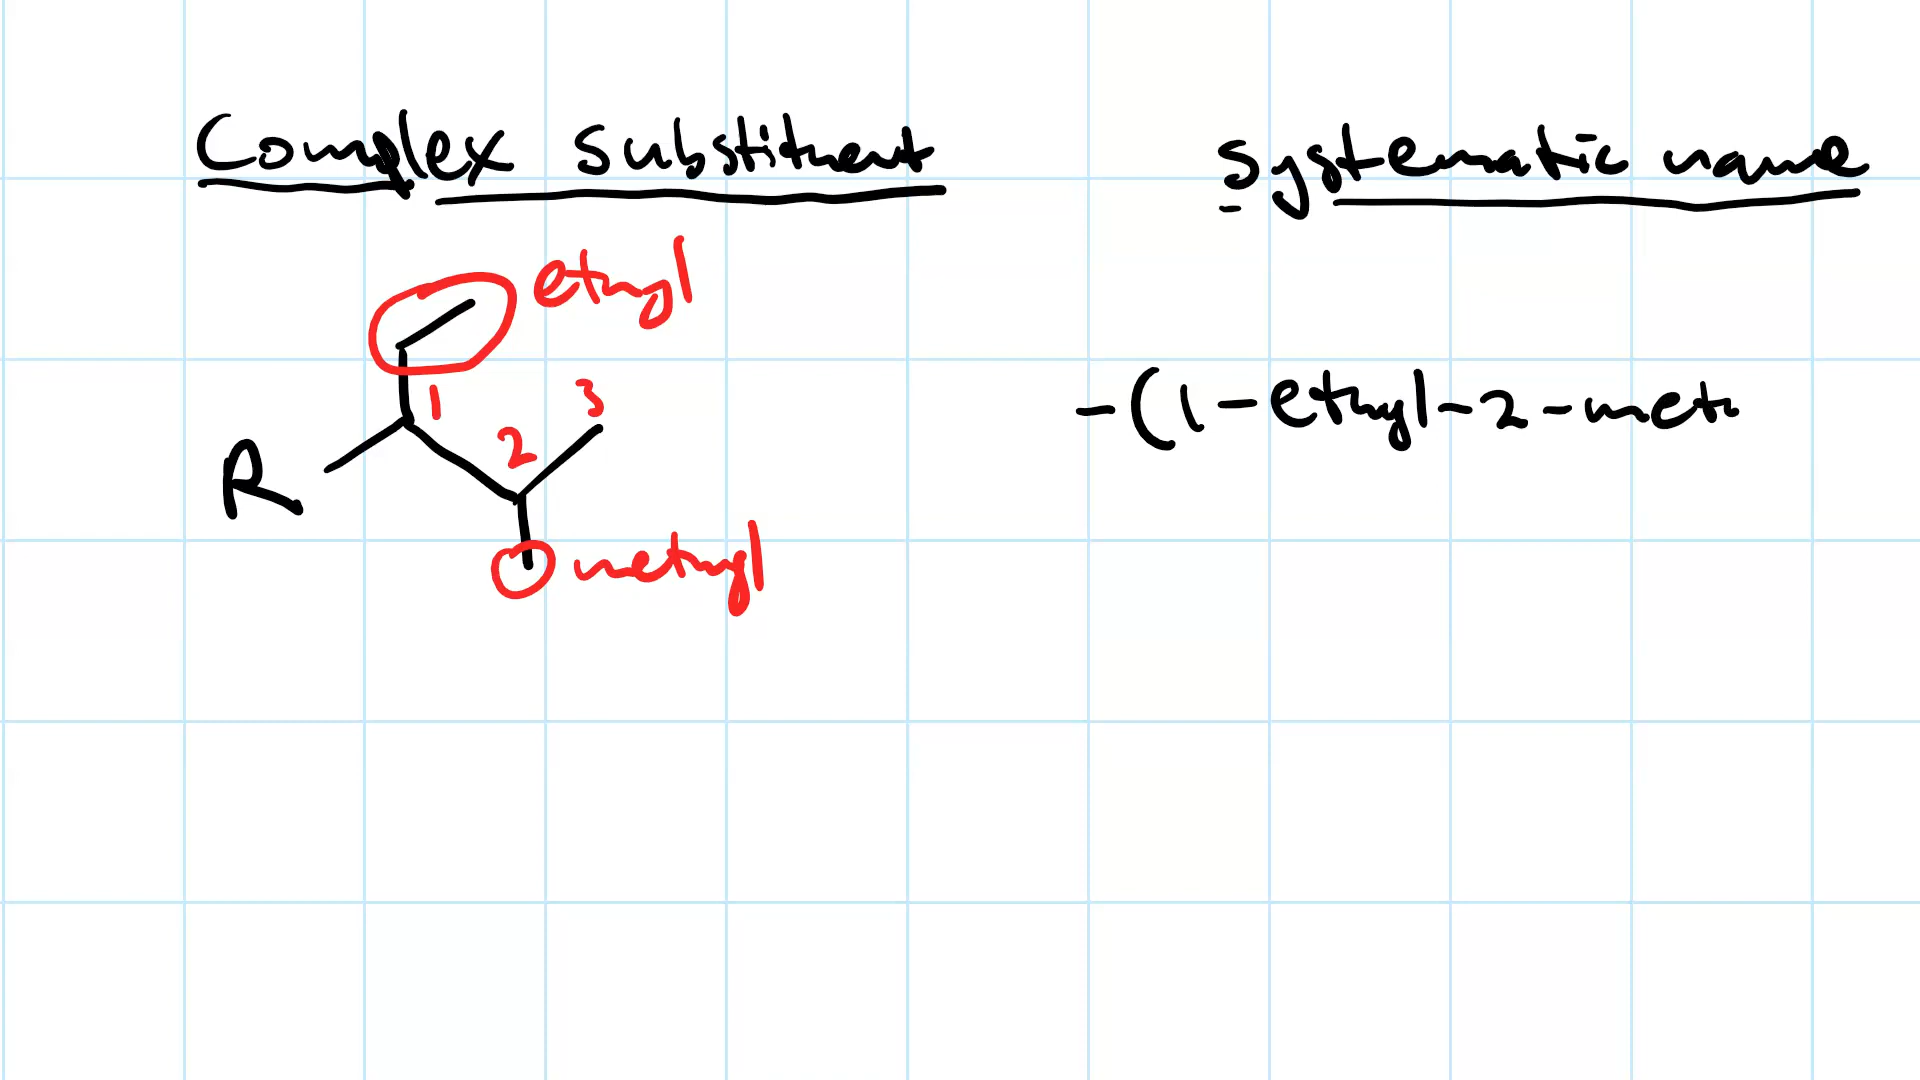 Complex substituent
systematic name
ethyl
1
3
2
R
-(1-ethyl-2-meth
methyl